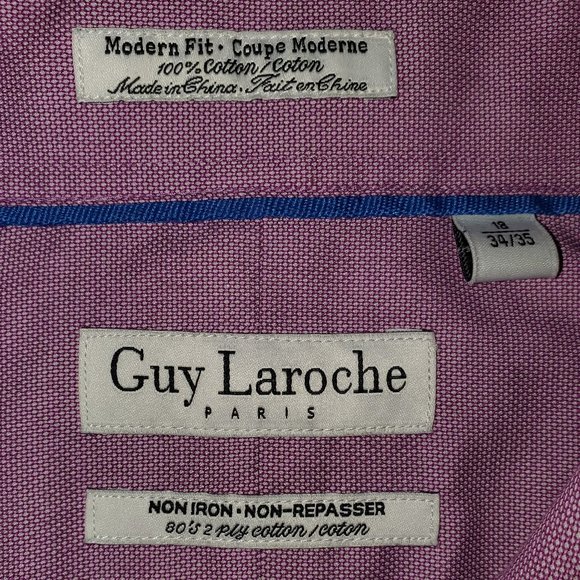 Modern Fit • Coupe Moderne
100% Cotton / Coton
Made in China. Fait en Chine
18
34/35
Guy Laroche
PARIS
NON IRON • NON-REPASSER
80's 2 ply cotton / coton